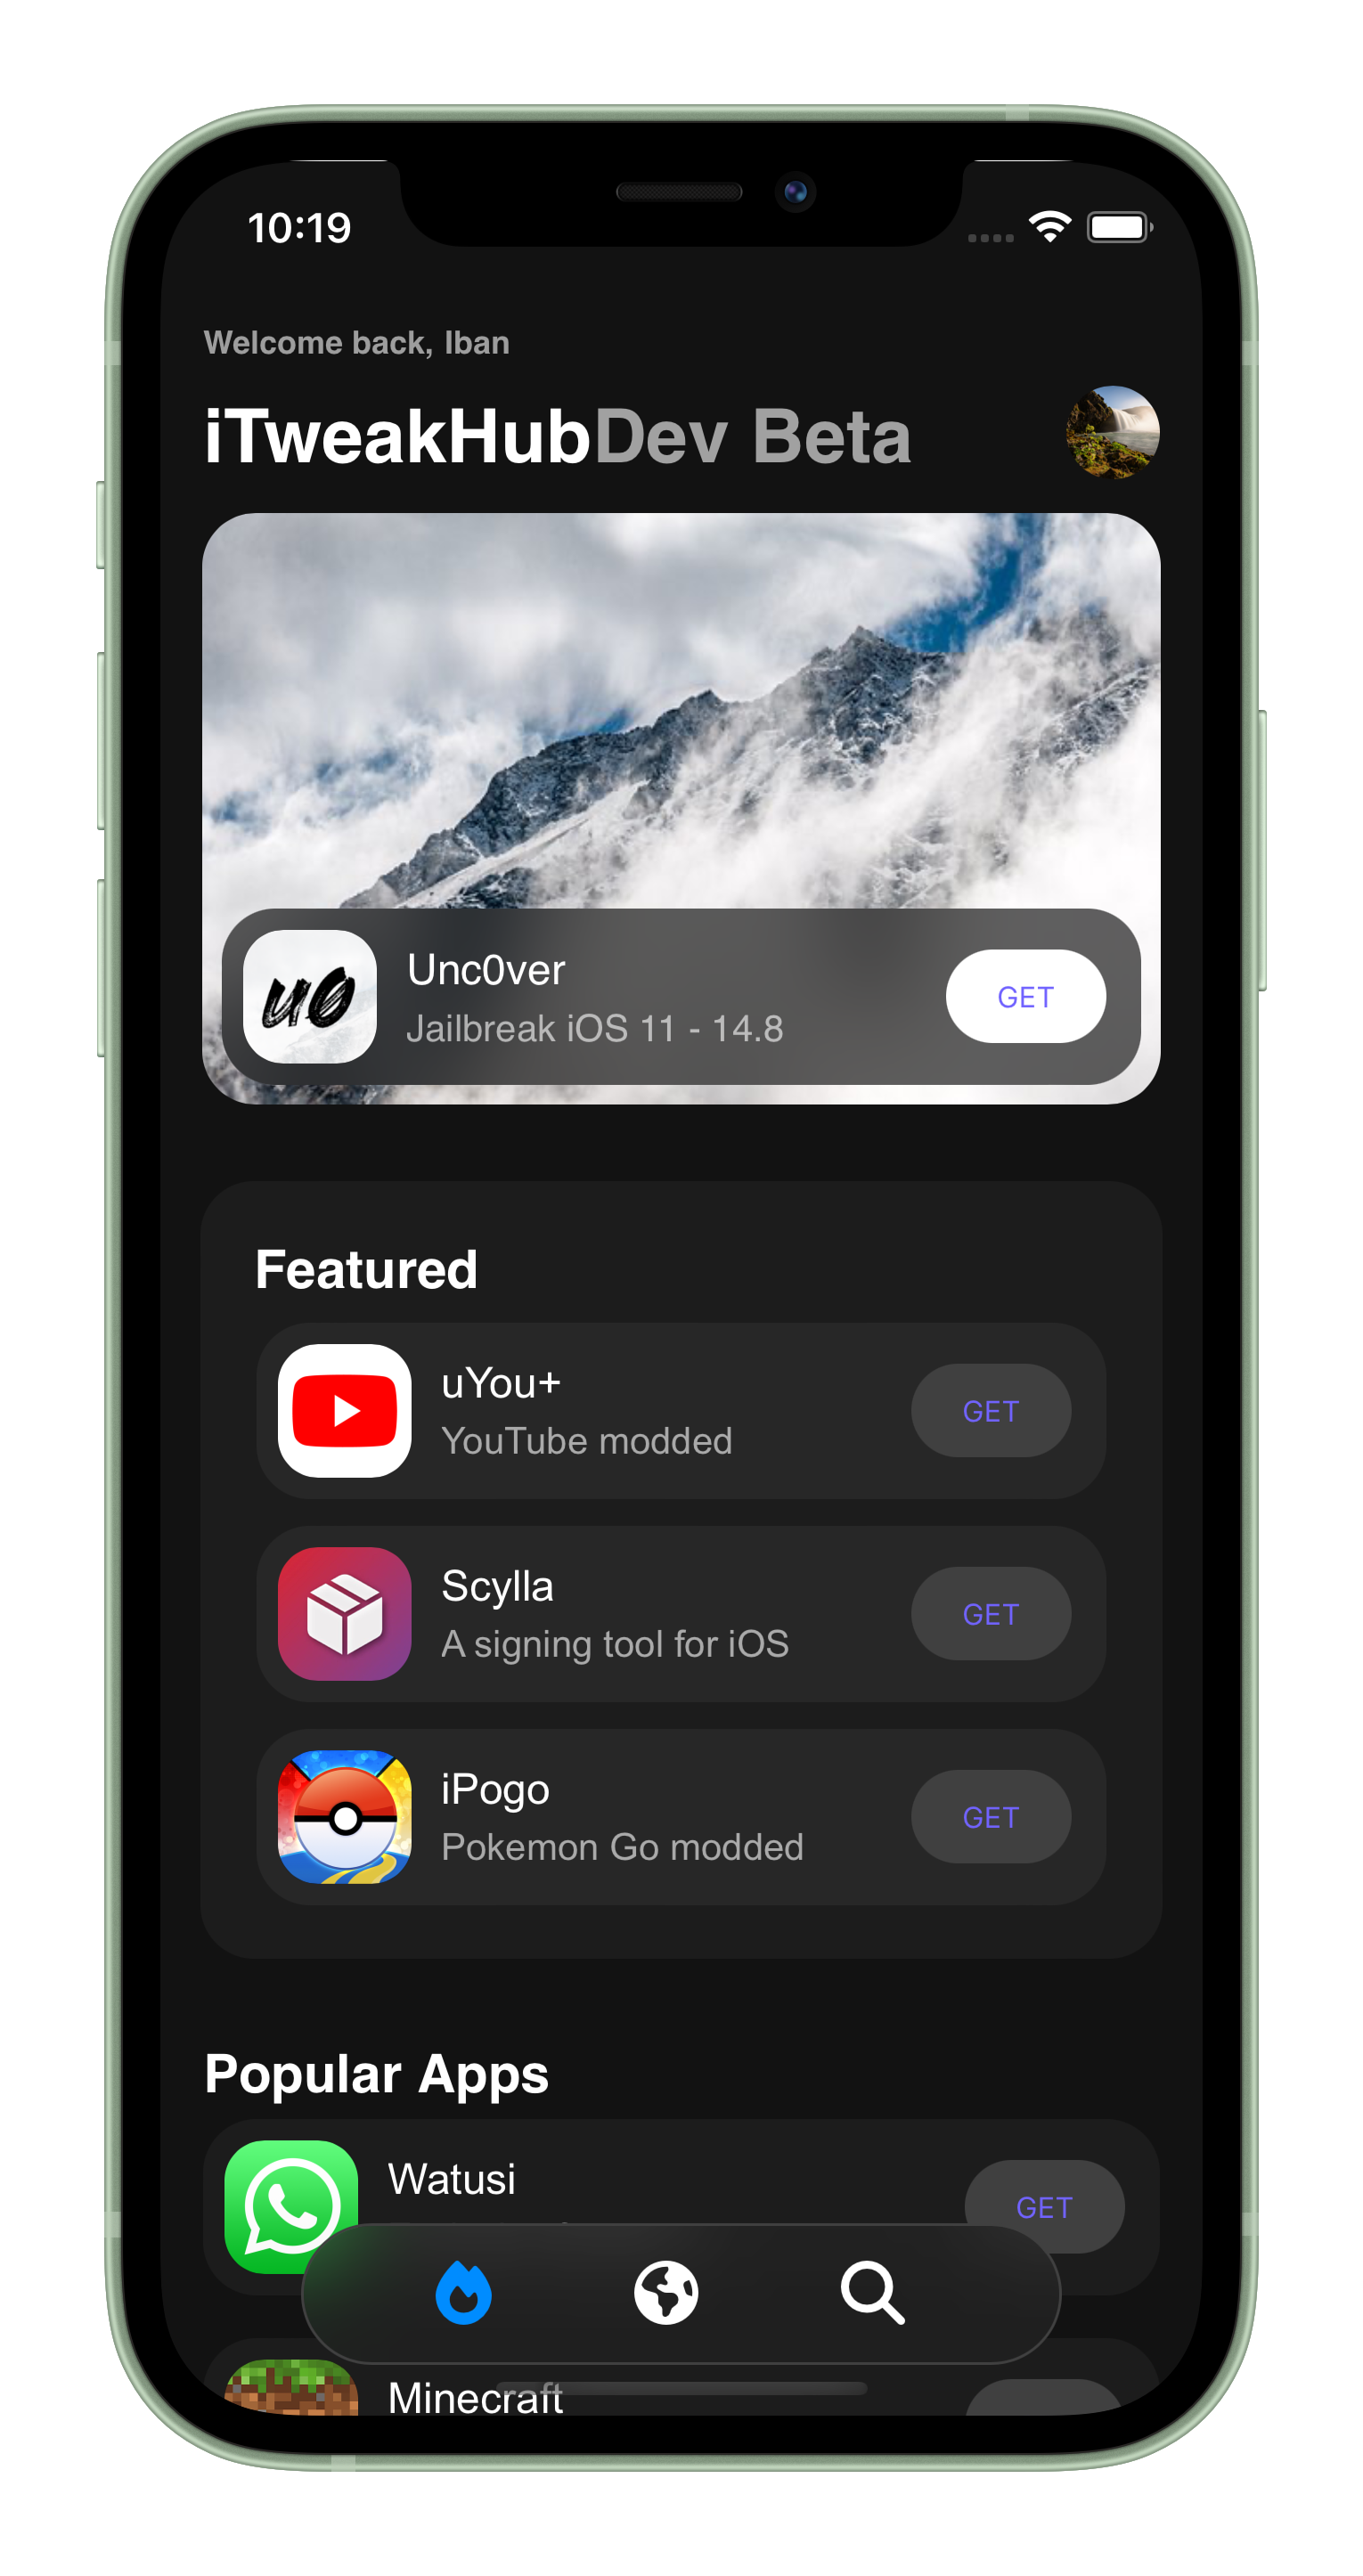 10:19
Welcome back, Iban
iTweakHubDev Beta
u0
Unc0ver
Jailbreak iOS 11 - 14.8
GET
Featured
uYou+
YouTube modded
GET
Scylla
A signing tool for iOS
GET
iPogo
Pokemon Go modded
GET
Popular Apps
Watusi
GET
Minecraft